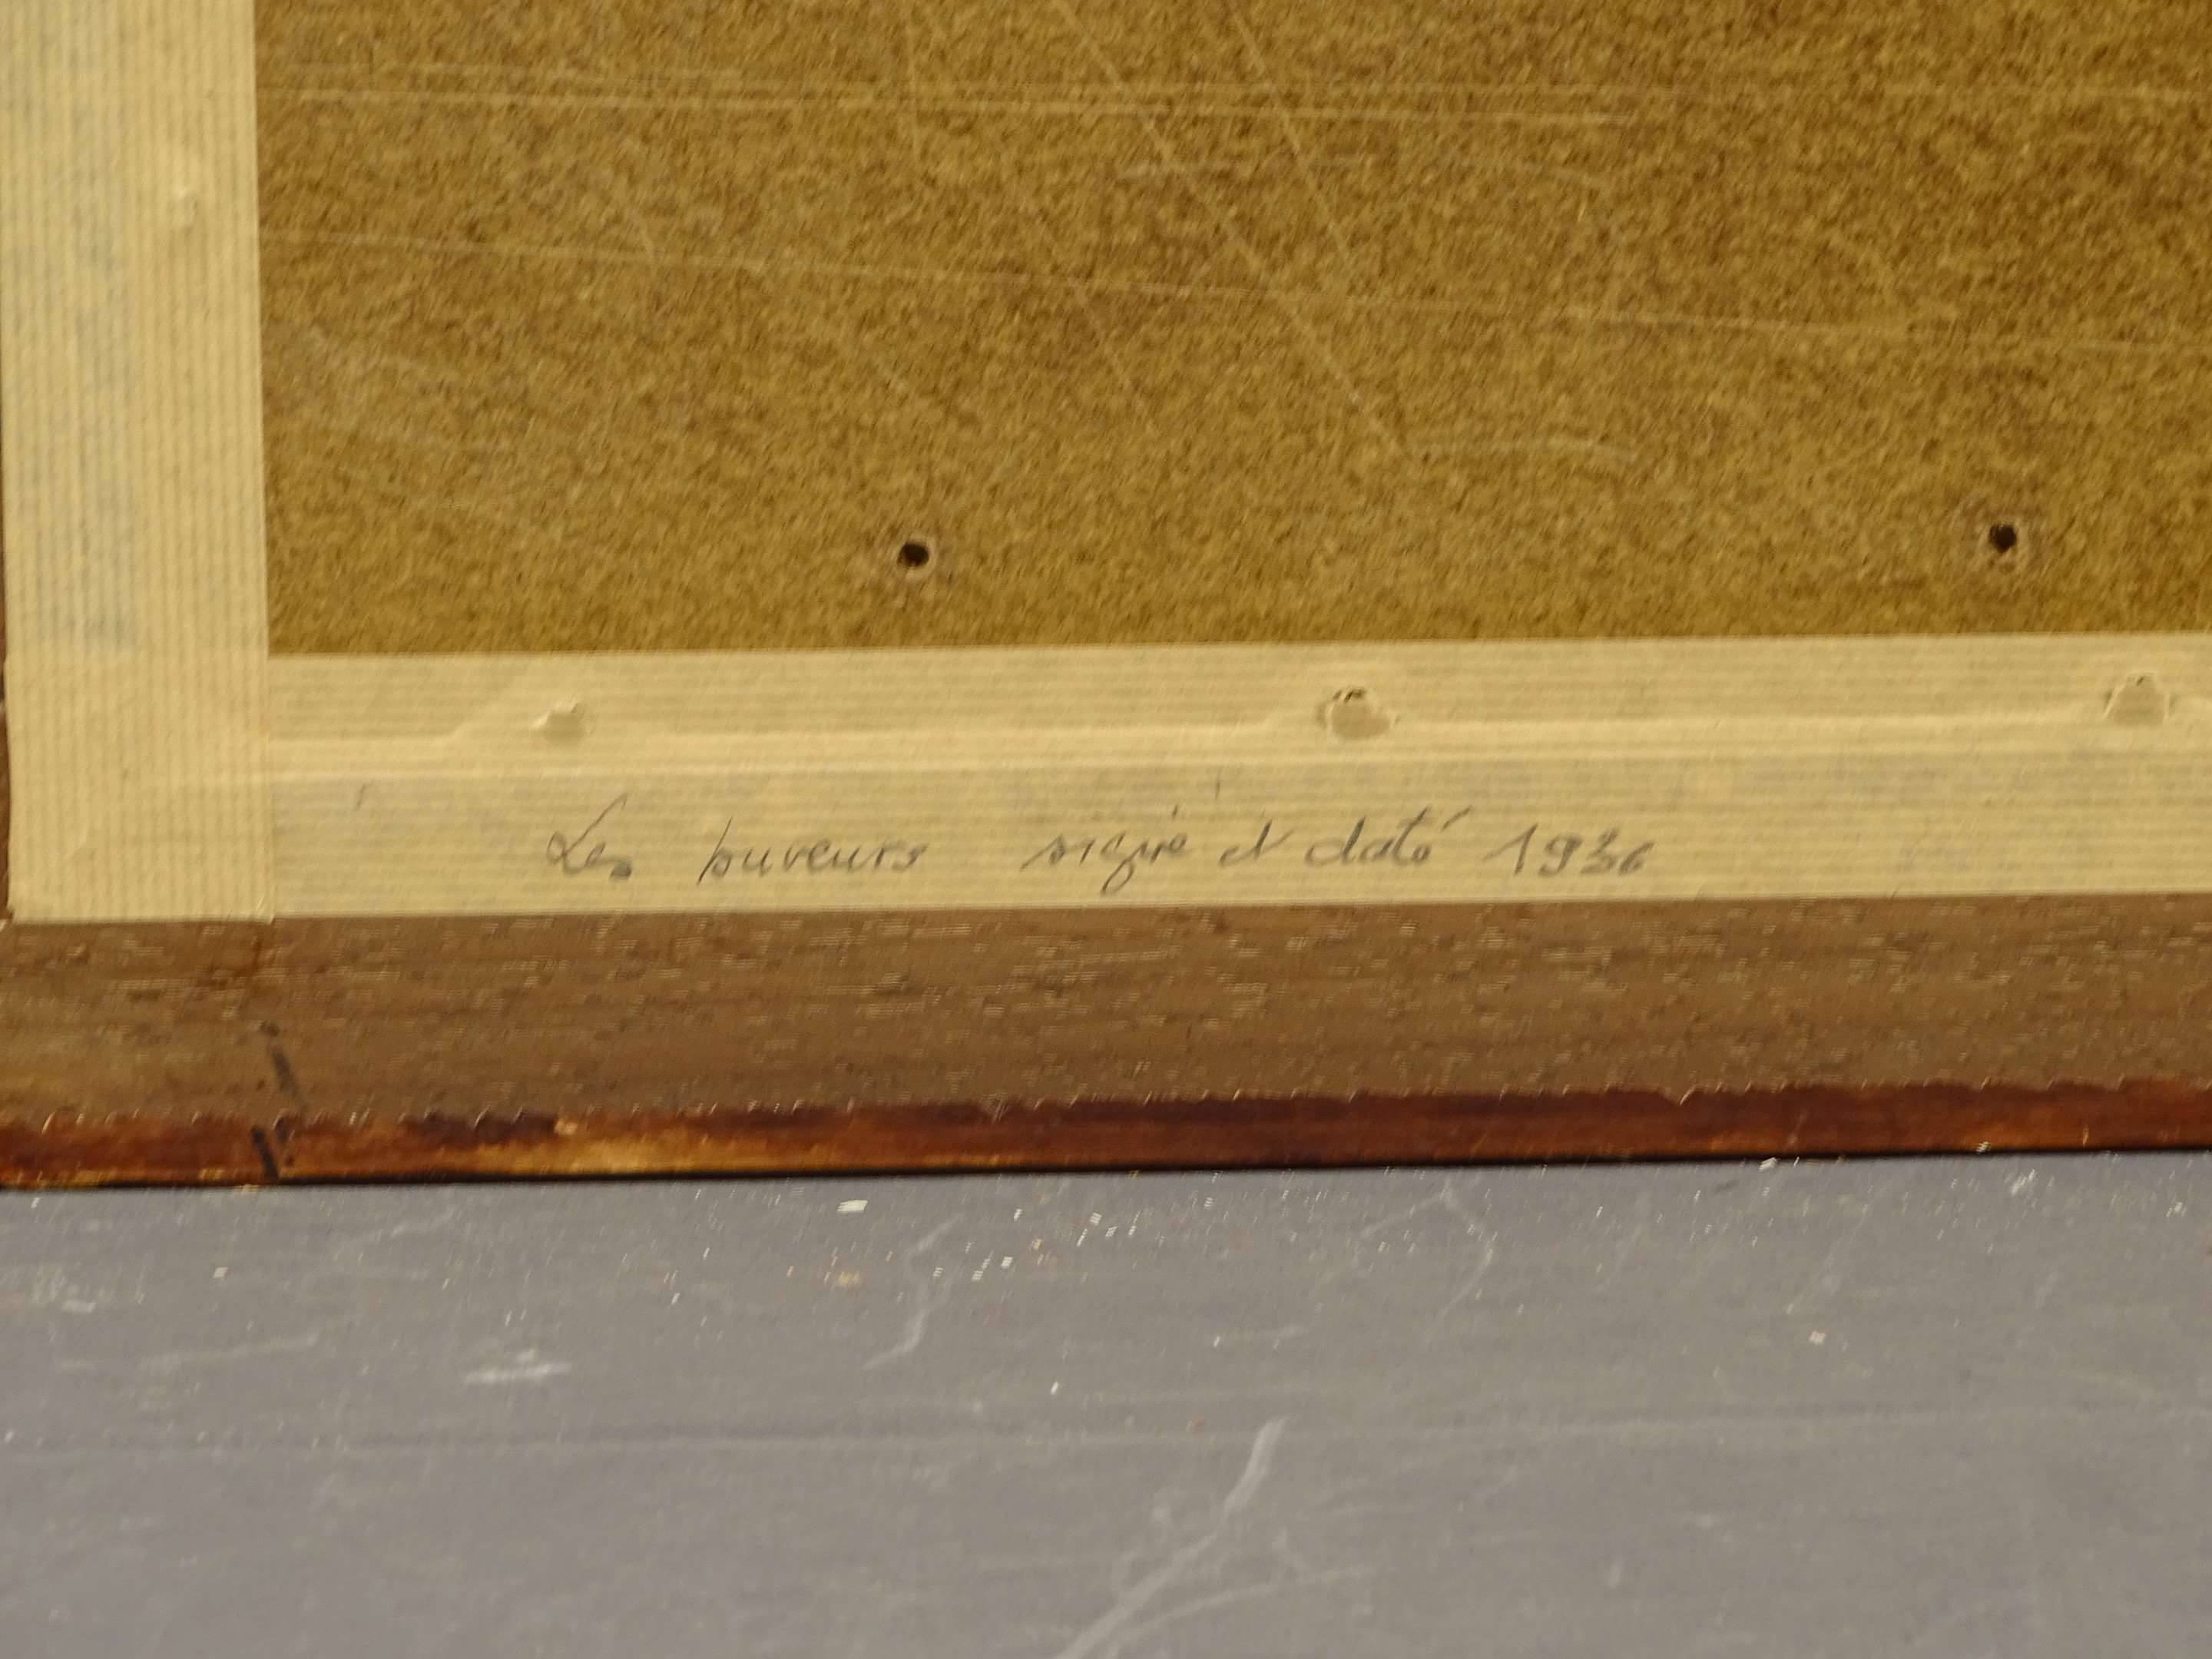 Les buveurs signé et daté 1936